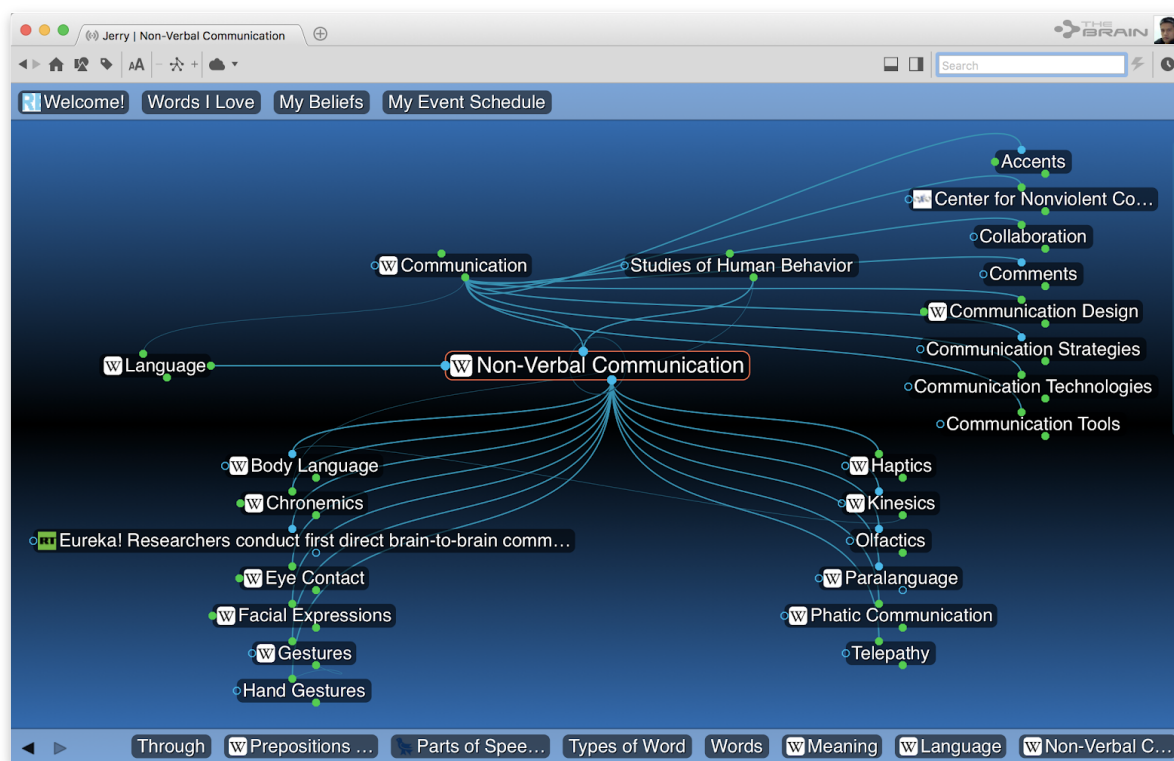 Jerry | Non-Verbal Communication
THE BRAIN
AA
Search
Welcome!
Words I Love
My Beliefs
My Event Schedule
Accents
Center for Nonviolent Co...
Collaboration
Comments
Communication Design
Communication Strategies
Communication Technologies
Communication Tools
W Communication
Studies of Human Behavior
W Language
W Non-Verbal Communication
W Body Language
W Chronemics
RT Eureka! Researchers conduct first direct brain-to-brain comm...
W Eye Contact
W Facial Expressions
W Gestures
Hand Gestures
W Haptics
W Kinesics
Olfactics
W Paralanguage
W Phatic Communication
Telepathy
Through
W Prepositions ...
Parts of Spee...
Types of Word
Words
W Meaning
W Language
W Non-Verbal C...